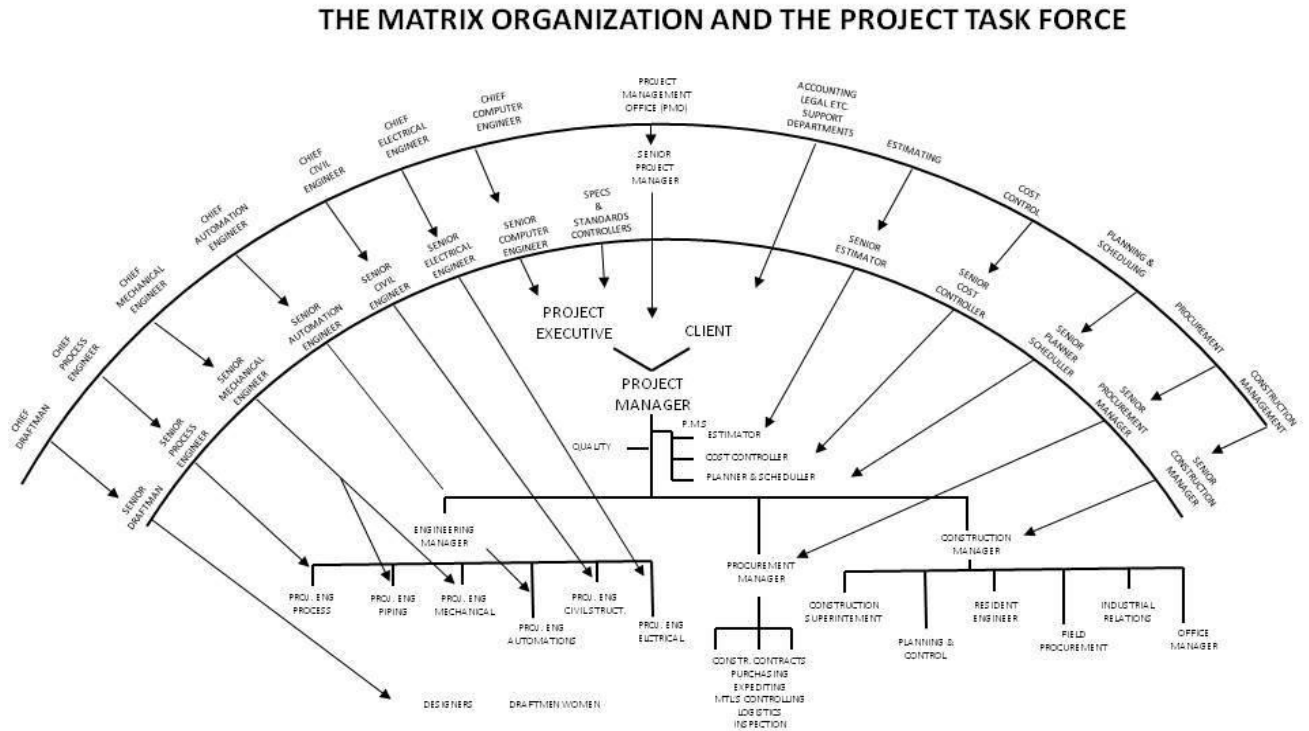 THE MATRIX ORGANIZATION AND THE PROJECT TASK FORCE
CHIEF
DRAFTMAN
CHIEF
PROCESS
ENGINEER
CHIEF
MECHANICAL
ENGINEER
CHIEF
AUTOMATION
ENGINEER
CHIEF
CIVIL
ENGINEER
CHIEF
ELECTRICAL
ENGINEER
CHIEF
COMPUTER
ENGINEER
PROJECT
MANAGEMENT
OFFICE (PMO)
ACCOUNTING
LEGAL ETC.
SUPPORT
DEPARTMENTS
ESTIMATING
COST
CONTROL
PLANNING &
SCHEDULING
PROCUREMENT
CONSTRUCTION
MANAGEMENT
SENIOR
DRAFTMAN
SENIOR
PROCESS
ENGINEER
SENIOR
MECHANICAL
ENGINEER
SENIOR
AUTOMATION
ENGINEER
SENIOR
CIVIL
ENGINEER
SENIOR
ELECTRICAL
ENGINEER
SENIOR
COMPUTER
ENGINEER
SPECS
&
STANDARDS
CONTROLLERS
SENIOR
PROJECT
MANAGER
SENIOR
ESTIMATOR
SENIOR
COST
CONTROLLER
SENIOR
PLANNER
SCHEDULLER
SENIOR
PROCUREMENT
MANAGER
SENIOR
CONSTRUCTION
MANAGER
PROJECT
EXECUTIVE
CLIENT
PROJECT
MANAGER
P.M.S
QUALITY
ESTIMATOR
COST CONTROLLER
PLANNER & SCHEDULLER
ENGINEERING
MANAGER
PROCUREMENT
MANAGER
CONSTRUCTION
MANAGER
PROJ. ENG
PROCESS
PROJ. ENG
PIPING
PROJ. ENG
MECHANICAL
PROJ. ENG
AUTOMATIONS
PROJ. ENG
CIVILSTRUCT.
PROJ. ENG
ELCTRICAL
CONSTRUCTION
SUPERINTEMENT
PLANNING &
CONTROL
RESIDENT
ENGINEER
FIELD
PROCUREMENT
INDUSTRIAL
RELATIONS
OFFICE
MANAGER
CONSTR. CONTRACTS
PURCHASING
EXPEDITING
MTL'S CONTROLLING
LOGISTICS
INSPECTION
DESIGNERS
DRAFTMEN WOMEN